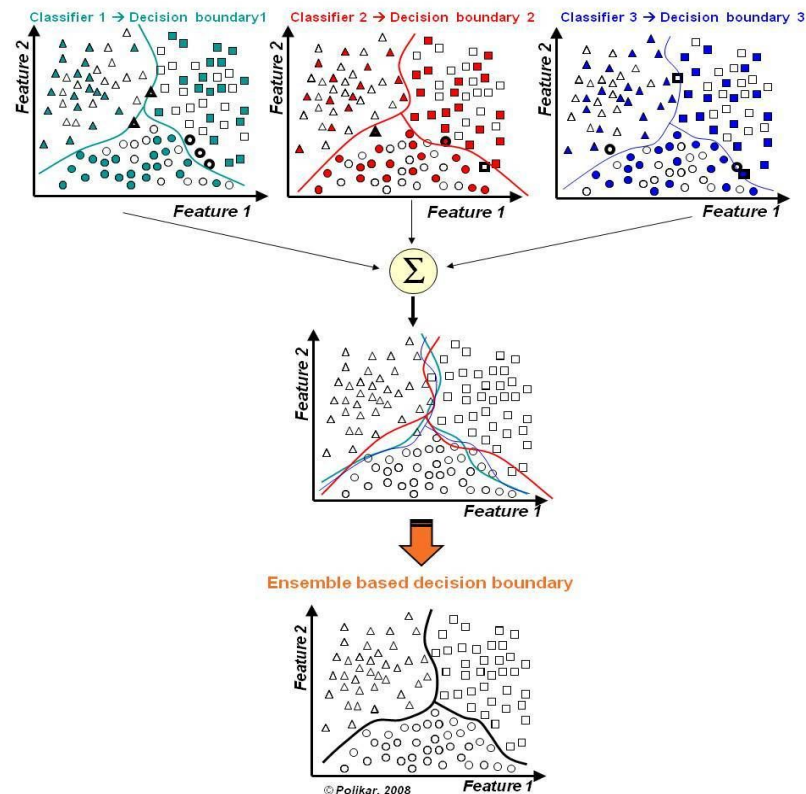 Classifier 1 → Decision boundary1
Classifier 2 → Decision boundary 2
Classifier 3 → Decision boundary 3
Feature 2
Feature 1
Feature 2
Feature 1
Feature 2
Feature 1
Σ
Feature 2
Feature 1
Ensemble based decision boundary
Feature 2
Feature 1
© Polikar, 2008